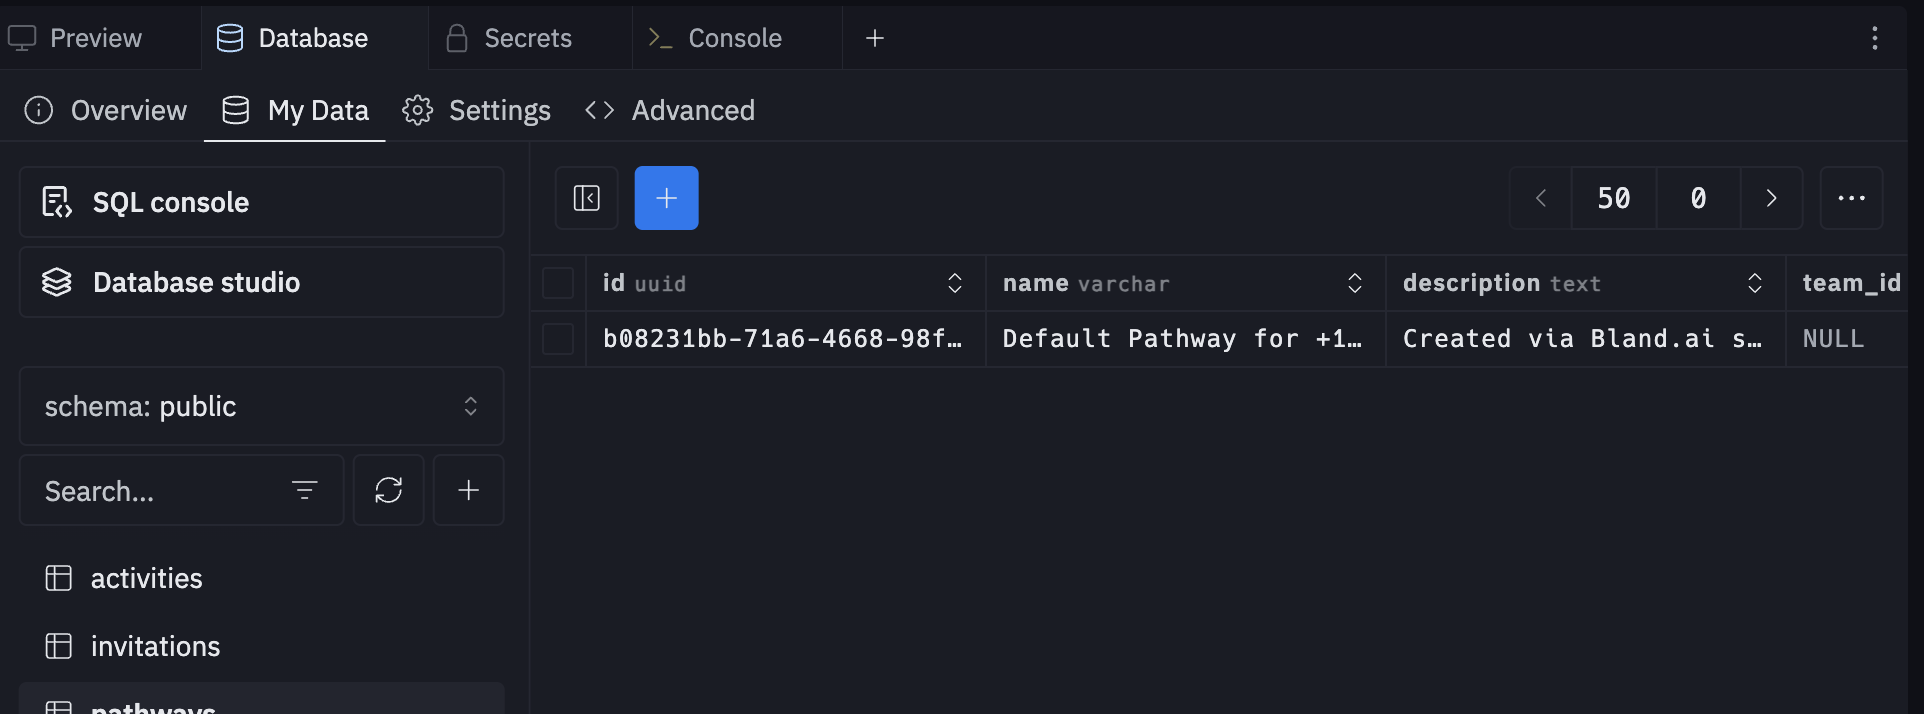 Preview Database Secrets Console
Overview My Data Settings Advanced
SQL console
Database studio
schema: public
Search...
activities
invitations
pathways
50 0
id uuid name varchar description text team_id
b08231bb-71a6-4668-98f… Default Pathway for +1… Created via Bland.ai s… NULL